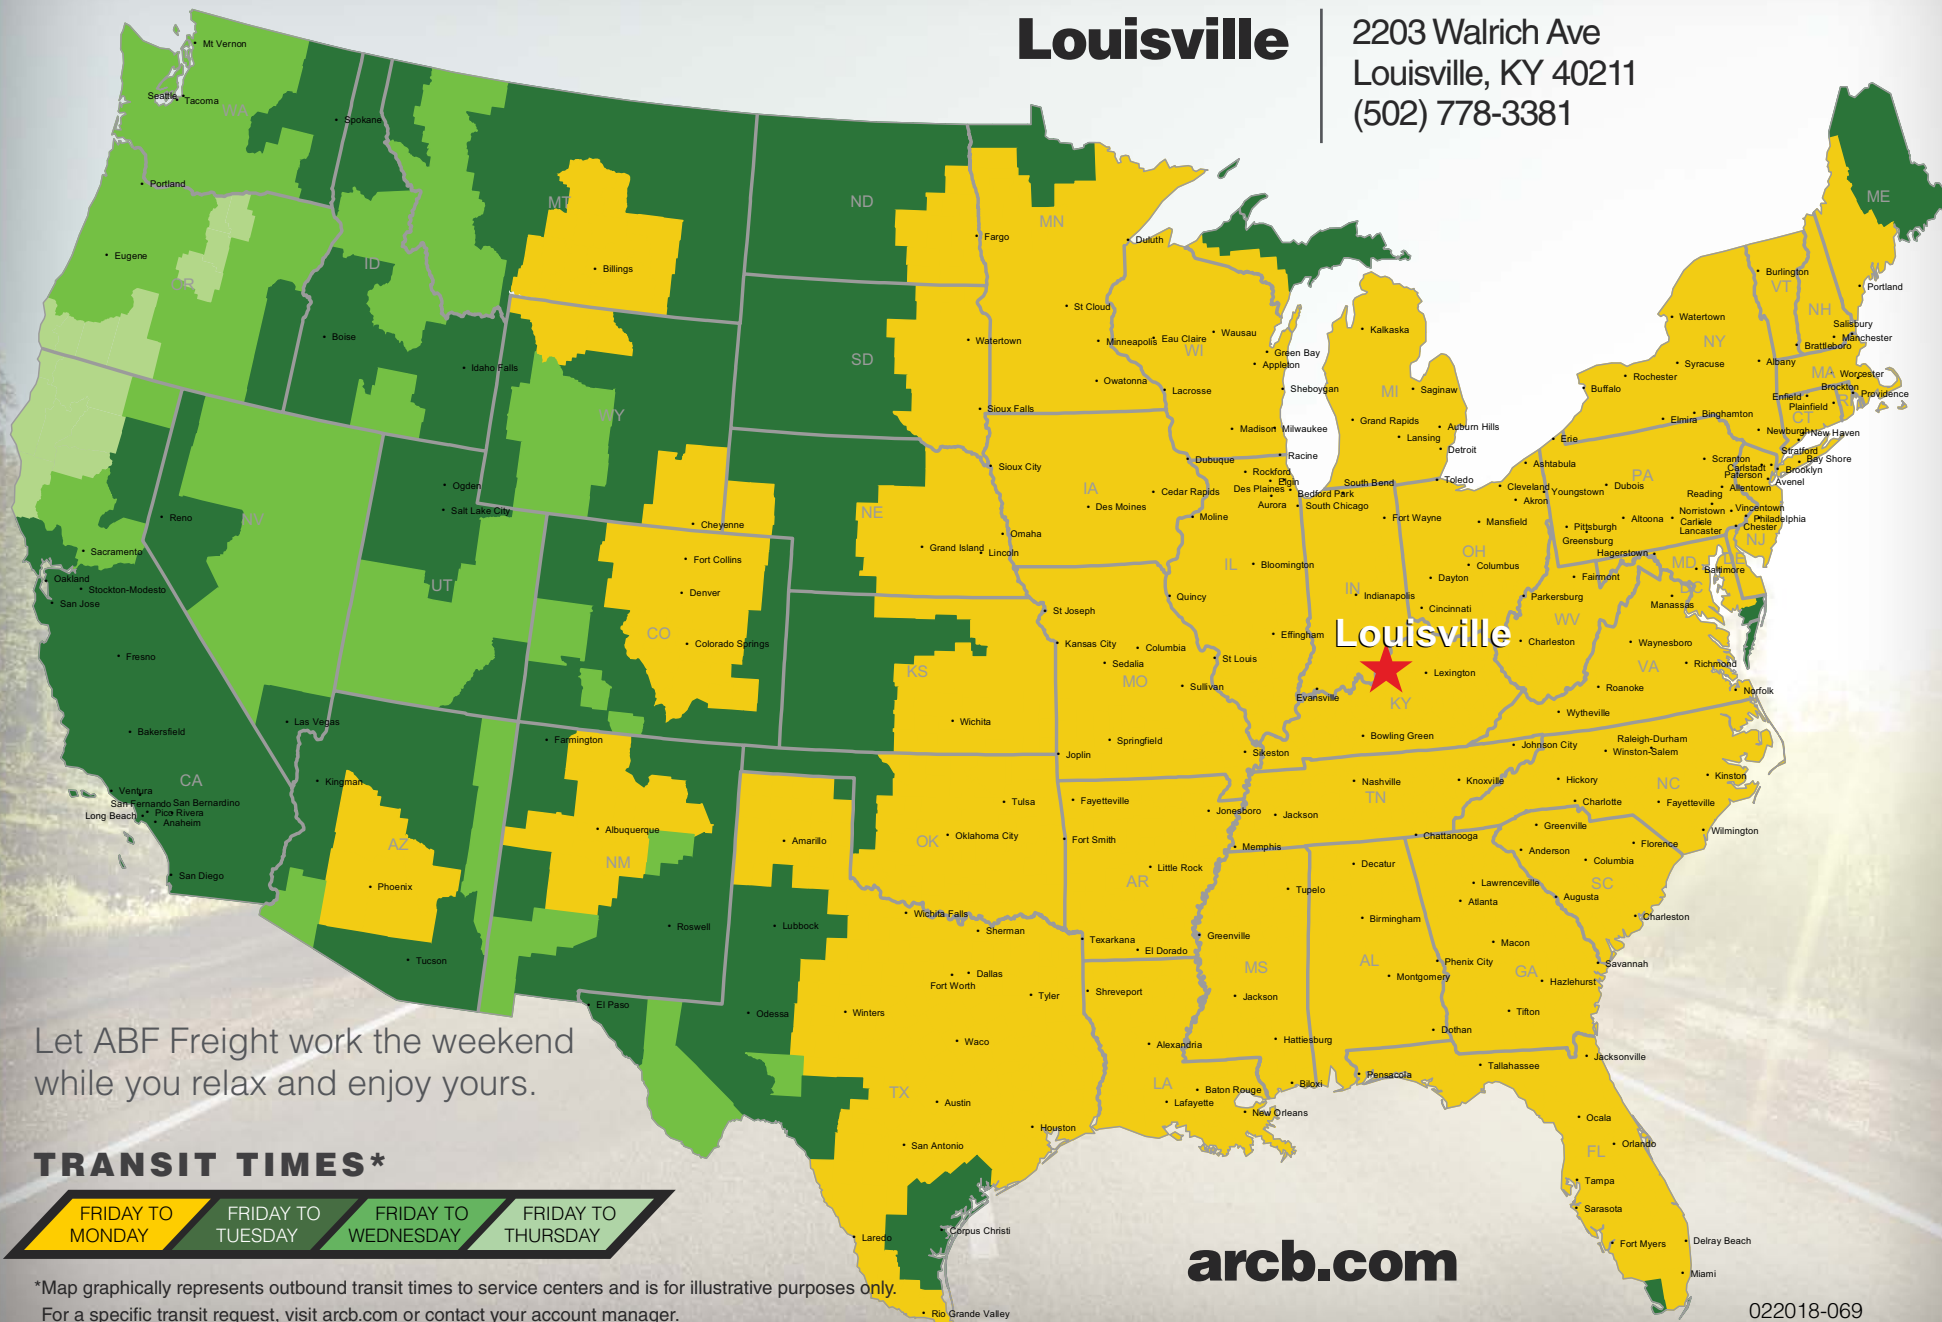 Louisville
2203 Walrich Ave
Louisville, KY 40211
(502) 778-3381
Mt Vernon
Seattle
Tacoma
WA
Spokane
Portland
Eugene
OR
ID
Boise
Idaho Falls
MT
Billings
WY
Cheyenne
ND
Fargo
SD
Watertown
Sioux Falls
MN
Duluth
St Cloud
Minneapolis
Owatonna
Eau Claire
Wausau
WI
Green Bay
Appleton
Lacrosse
Sheboygan
Madison
Milwaukee
Racine
Kalkaska
MI
Saginaw
Grand Rapids
Auburn Hills
Lansing
Detroit
ME
Burlington
VT
Portland
NH
Salisbury
Manchester
Watertown
NY
Brattleboro
Syracuse
Albany
MA
Worcester
Rochester
Buffalo
Brockton
Enfield
Providence
Plainfield
RI
CT
Binghamton
Elmira
Newburgh
New Haven
Stratford
Erie
Ashtabula
PA
Scranton
Carlstadt
Bay Shore
Paterson
Brooklyn
Avenel
Dubois
Allentown
Reading
Cleveland
Youngstown
Akron
Toledo
Norristown
Vincentown
Altoona
Carlisle
Philadelphia
Lancaster
Chester
Pittsburgh
Greensburg
NJ
Mansfield
Hagerstown
MD
DE
Baltimore
DC
OH
Columbus
Dayton
Fairmont
Manassas
Parkersburg
Cincinnati
WV
Charleston
Waynesboro
VA
Richmond
Roanoke
Norfolk
Wytheville
Sioux City
Dubuque
Rockford
Elgin
Des Plaines
Bedford Park
Aurora
South Chicago
South Bend
Fort Wayne
IA
Cedar Rapids
Des Moines
Moline
NE
Omaha
Grand Island
Lincoln
IL
Bloomington
IN
Indianapolis
Quincy
Effingham
Louisville
Lexington
Evansville
KY
Bowling Green
St Joseph
Kansas City
Columbia
Sedalia
MO
St Louis
Sullivan
Springfield
Joplin
Sikeston
KS
Wichita
Ogden
Salt Lake City
UT
Reno
NV
Las Vegas
Sacramento
Oakland
Stockton-Modesto
San Jose
Fresno
Bakersfield
CA
Ventura
San Fernando
San Bernardino
Pico Rivera
Long Beach
Anaheim
San Diego
Fort Collins
Denver
CO
Colorado Springs
Farmington
Kingman
AZ
Phoenix
Tucson
Albuquerque
NM
Roswell
Amarillo
Lubbock
El Paso
Odessa
Tulsa
OK
Oklahoma City
Wichita Falls
Sherman
Dallas
Fort Worth
Tyler
Winters
Waco
TX
Austin
San Antonio
Houston
Corpus Christi
Laredo
Rio Grande Valley
Fayetteville
Fort Smith
Little Rock
AR
Jonesboro
Texarkana
El Dorado
Shreveport
Alexandria
LA
Baton Rouge
Lafayette
New Orleans
Nashville
TN
Knoxville
Johnson City
Jackson
Memphis
Chattanooga
Raleigh-Durham
Winston-Salem
Hickory
NC
Kinston
Charlotte
Fayetteville
Wilmington
Greenville
Anderson
Florence
Columbia
SC
Charleston
Tupelo
Greenville
MS
Jackson
Hattiesburg
Biloxi
Decatur
Birmingham
AL
Montgomery
Dothan
Lawrenceville
Atlanta
Augusta
Macon
Phenix City
GA
Hazlehurst
Savannah
Tifton
Pensacola
Tallahassee
Jacksonville
Ocala
Orlando
FL
Tampa
Sarasota
Fort Myers
Delray Beach
Miami
Let ABF Freight work the weekend
while you relax and enjoy yours.
TRANSIT TIMES*
FRIDAY TO
MONDAY
FRIDAY TO
TUESDAY
FRIDAY TO
WEDNESDAY
FRIDAY TO
THURSDAY
*Map graphically represents outbound transit times to service centers and is for illustrative purposes only.
For a specific transit request, visit arcb.com or contact your account manager.
arcb.com
022018-069